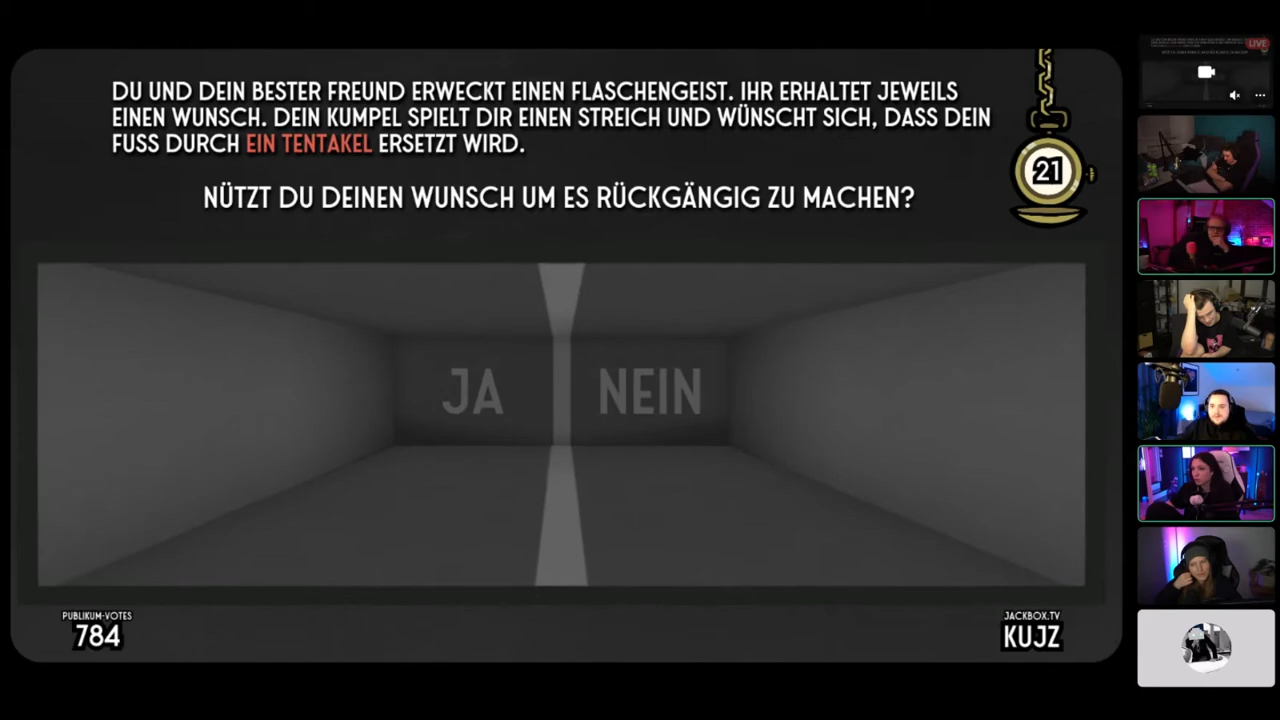 DU UND DEIN BESTER FREUND ERWECKT EINEN FLASCHENGEIST. IHR ERHALTET JEWEILS
EINEN WUNSCH. DEIN KUMPEL SPIELT DIR EINEN STREICH UND WÜNSCHT SICH, DASS DEIN
FUSS DURCH EIN TENTAKEL ERSETZT WIRD.
21
NÜTZT DU DEINEN WUNSCH UM ES RÜCKGÄNGIG ZU MACHEN?
JA NEIN
PUBLIKUM-VOTES
784
JACKBOX.TV
KUJZ
LIVE